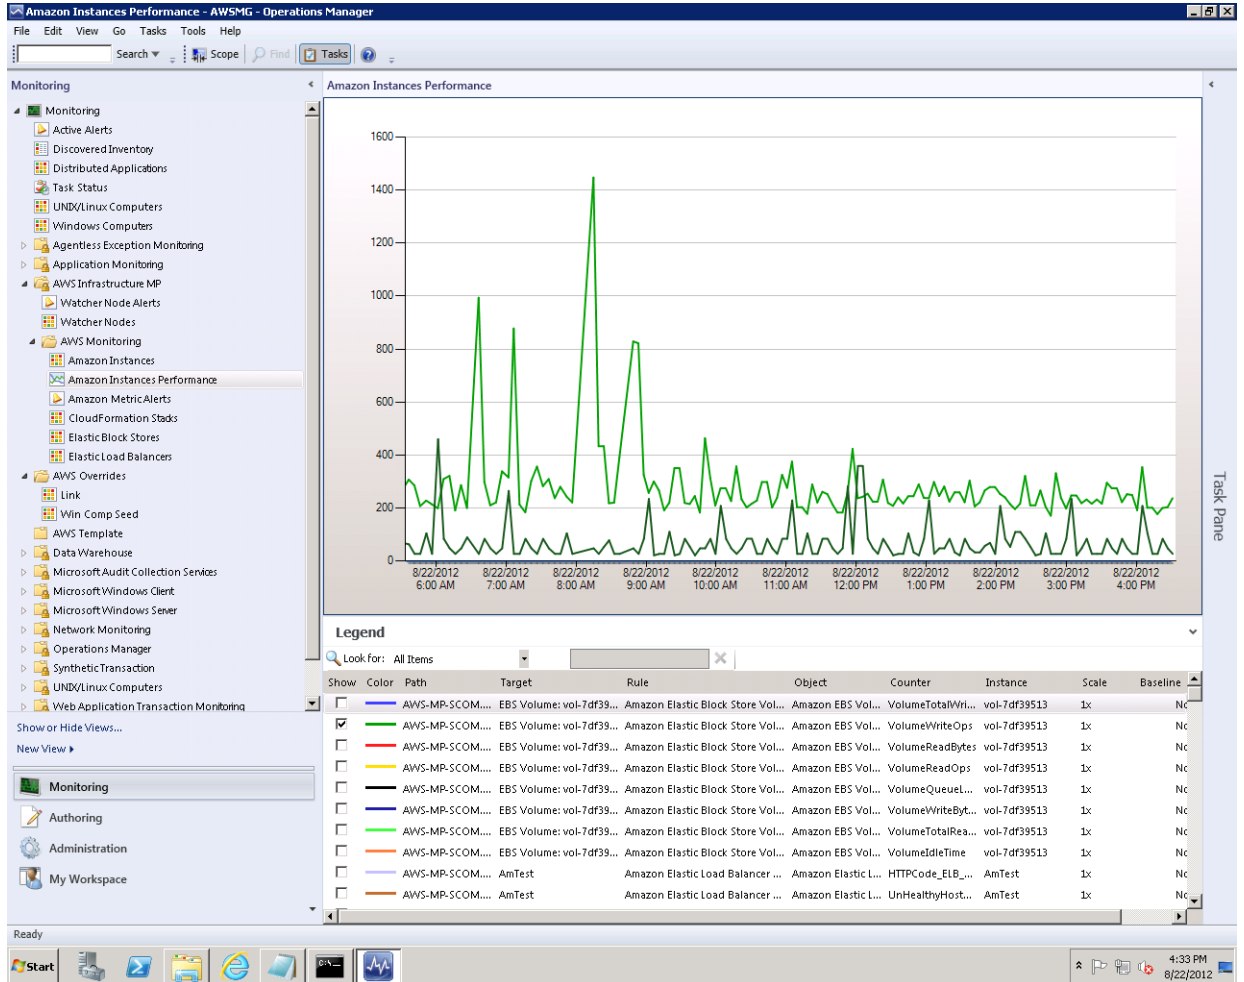 Amazon Instances Performance - AWSMG - Operations Manager
File Edit View Go Tasks Tools Help
Search Scope Find Tasks
Monitoring
Monitoring
Active Alerts
Discovered Inventory
Distributed Applications
Task Status
UNIX/Linux Computers
Windows Computers
Agentless Exception Monitoring
Application Monitoring
AWS Infrastructure MP
Watcher Node Alerts
Watcher Nodes
AWS Monitoring
Amazon Instances
Amazon Instances Performance
Amazon Metric Alerts
CloudFormation Stacks
Elastic Block Stores
Elastic Load Balancers
AWS Overrides
Link
Win Comp Seed
AWS Template
Data Warehouse
Microsoft Audit Collection Services
Microsoft Windows Client
Microsoft Windows Server
Network Monitoring
Operations Manager
Synthetic Transaction
UNIX/Linux Computers
Web Application Transaction Monitoring
Show or Hide Views...
New View
Monitoring
Authoring
Administration
My Workspace
Amazon Instances Performance
1600
1400
1200
1000
800
600
400
200
0
8/22/2012 8/22/2012 8/22/2012 8/22/2012 8/22/2012 8/22/2012 8/22/2012 8/22/2012 8/22/2012 8/22/2012 8/22/2012
6:00 AM 7:00 AM 8:00 AM 9:00 AM 10:00 AM 11:00 AM 12:00 PM 1:00 PM 2:00 PM 3:00 PM 4:00 PM
Task Pane
Legend
Look for: All Items
Show Color Path Target Rule Object Counter Instance Scale Baseline
AWS-MP-SCOM.... EBS Volume: vol-7df39... Amazon Elastic Block Store Vol... Amazon EBS Vol... VolumeTotalWri... vol-7df39513 1x Nc
AWS-MP-SCOM.... EBS Volume: vol-7df39... Amazon Elastic Block Store Vol... Amazon EBS Vol... VolumeWriteOps vol-7df39513 1x Nc
AWS-MP-SCOM.... EBS Volume: vol-7df39... Amazon Elastic Block Store Vol... Amazon EBS Vol... VolumeReadBytes vol-7df39513 1x Nc
AWS-MP-SCOM.... EBS Volume: vol-7df39... Amazon Elastic Block Store Vol... Amazon EBS Vol... VolumeReadOps vol-7df39513 1x Nc
AWS-MP-SCOM.... EBS Volume: vol-7df39... Amazon Elastic Block Store Vol... Amazon EBS Vol... VolumeQueueL... vol-7df39513 1x Nc
AWS-MP-SCOM.... EBS Volume: vol-7df39... Amazon Elastic Block Store Vol... Amazon EBS Vol... VolumeWriteByt... vol-7df39513 1x Nc
AWS-MP-SCOM.... EBS Volume: vol-7df39... Amazon Elastic Block Store Vol... Amazon EBS Vol... VolumeTotalRea... vol-7df39513 1x Nc
AWS-MP-SCOM.... EBS Volume: vol-7df39... Amazon Elastic Block Store Vol... Amazon EBS Vol... VolumeIdleTime vol-7df39513 1x Nc
AWS-MP-SCOM.... AmTest Amazon Elastic Load Balancer ... Amazon Elastic L... HTTPCode_ELB_... AmTest 1x Nc
AWS-MP-SCOM.... AmTest Amazon Elastic Load Balancer ... Amazon Elastic L... UnHealthyHost... AmTest 1x Nc
Ready
Start
4:33 PM
8/22/2012